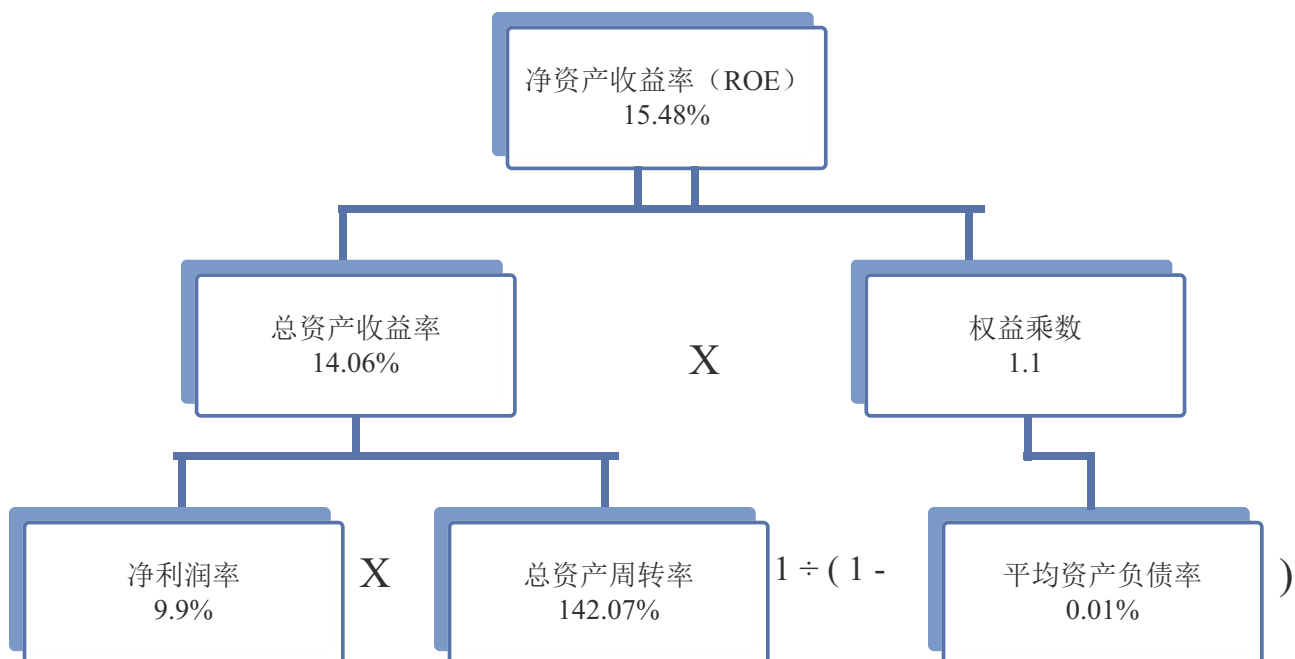 净资产收益率（ROE）
15.48%
总资产收益率
14.06%
X
权益乘数
1.1
净利润率
9.9%
X
总资产周转率
142.07%
1 ÷ ( 1 -
平均资产负债率
0.01%
)